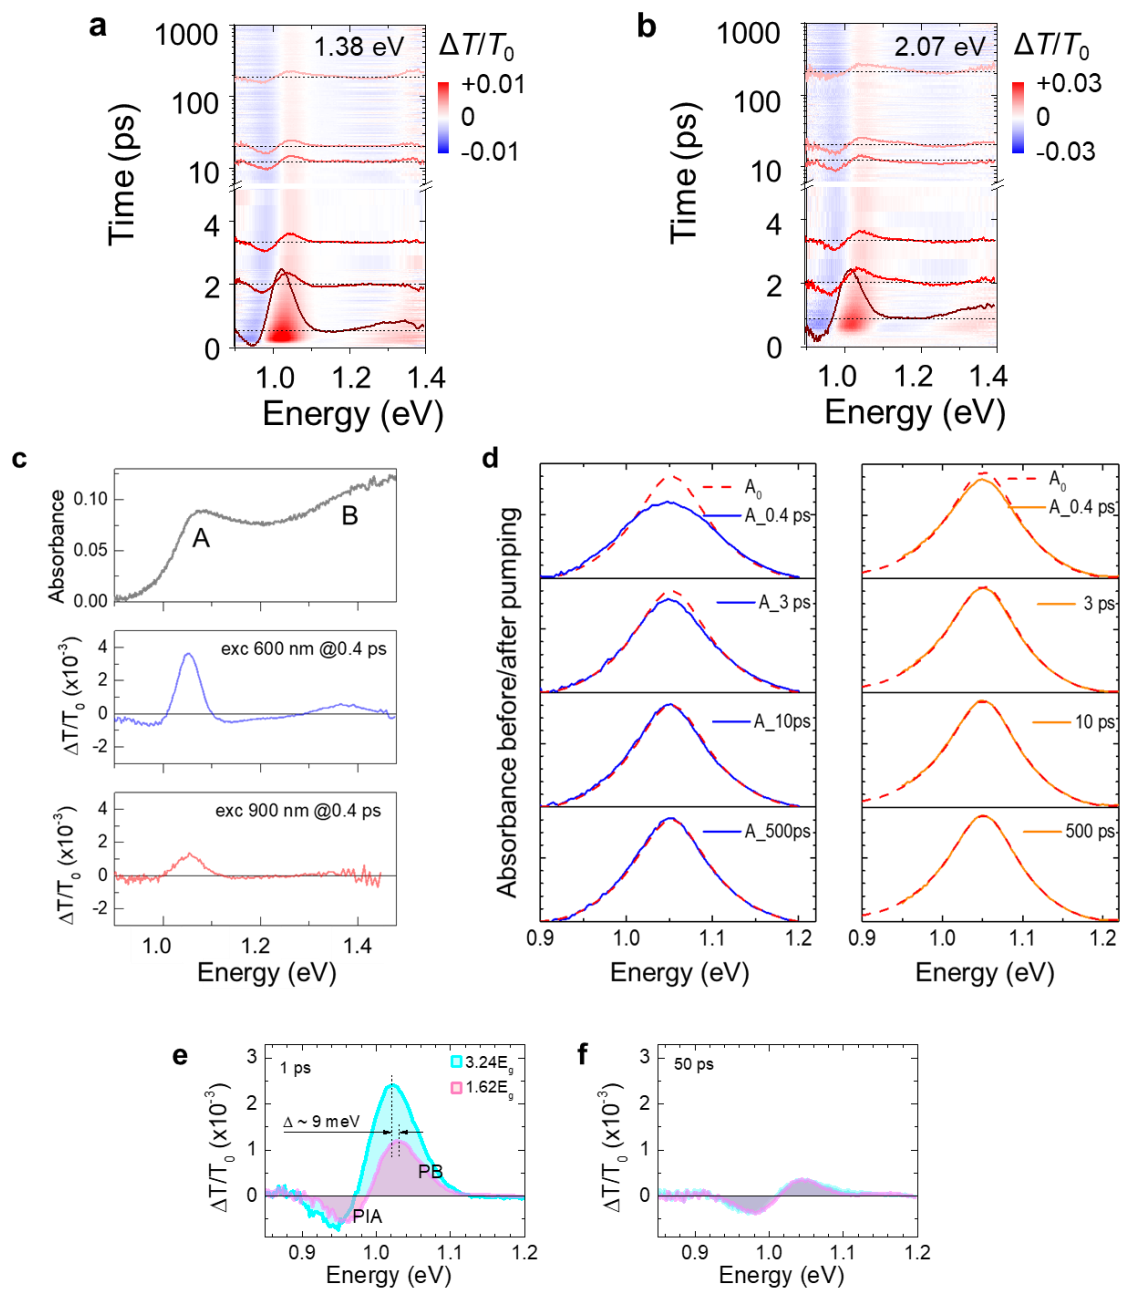 a
1.38 eV
ΔT/T₀
+0.01
0
-0.01
1000
100
10
4
2
0
Time (ps)
1.0
1.2
1.4
Energy (eV)
b
2.07 eV
ΔT/T₀
+0.03
0
-0.03
1000
100
10
4
2
0
Time (ps)
1.0
1.2
1.4
Energy (eV)
c
Absorbance
0.10
0.05
0.00
A
B
ΔT/T₀ (x10⁻³)
4
2
0
-2
exc 600 nm @0.4 ps
ΔT/T₀ (x10⁻³)
4
2
0
-2
exc 900 nm @0.4 ps
1.0
1.2
1.4
Energy (eV)
d
Absorbance before/after pumping
A₀
A_0.4 ps
A_3 ps
A_10ps
A_500ps
0.9
1.0
1.1
1.2
Energy (eV)
A₀
A_0.4 ps
3 ps
10 ps
500 ps
0.9
1.0
1.1
1.2
Energy (eV)
e
ΔT/T₀ (x10⁻³)
3
2
1
0
1 ps
3.24E_g
1.62E_g
Δ ~ 9 meV
PB
PIA
0.9
1.0
1.1
1.2
Energy (eV)
f
ΔT/T₀ (x10⁻³)
3
2
1
0
50 ps
0.9
1.0
1.1
1.2
Energy (eV)